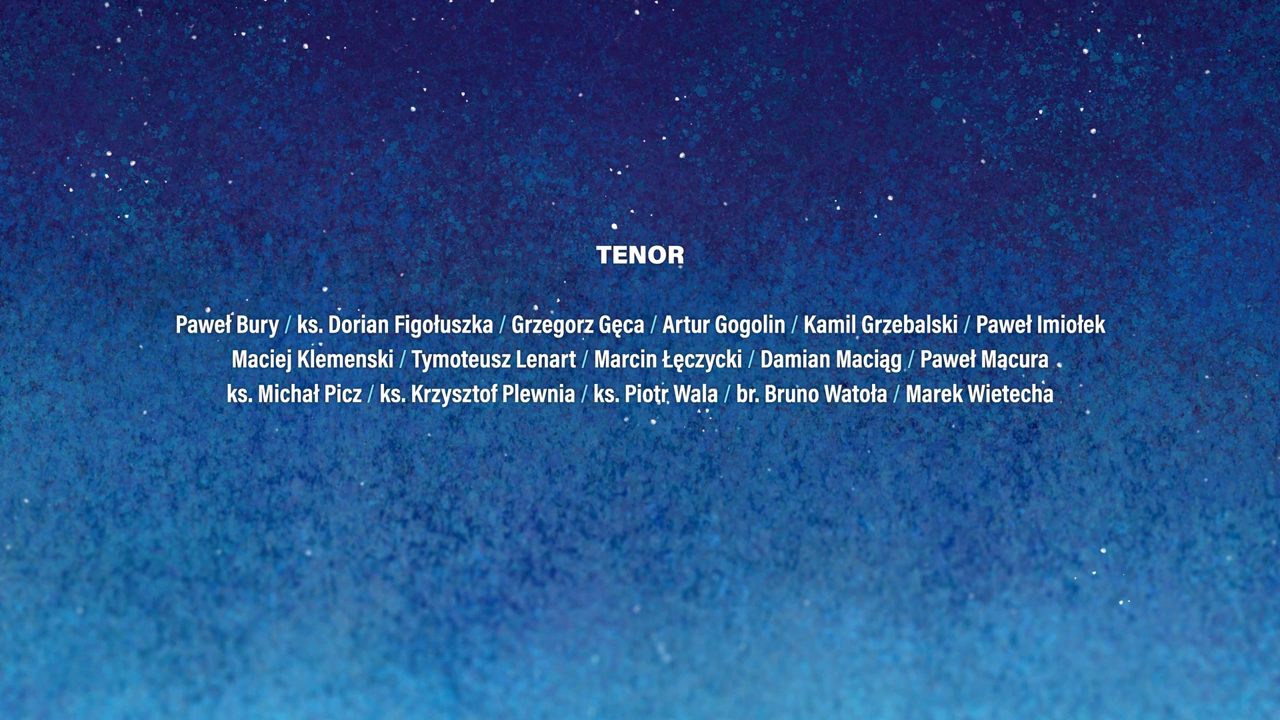 TENOR
Paweł Bury / ks. Dorian Figołuszka / Grzegorz Gęca / Artur Gogolin / Kamil Grzebalski / Paweł Imiołek
Maciej Klemenski / Tymoteusz Lenart / Marcin Łęczycki / Damian Maciąg / Paweł Macura
ks. Michał Picz / ks. Krzysztof Plewnia / ks. Piotr Wala / br. Bruno Watoła / Marek Wietecha